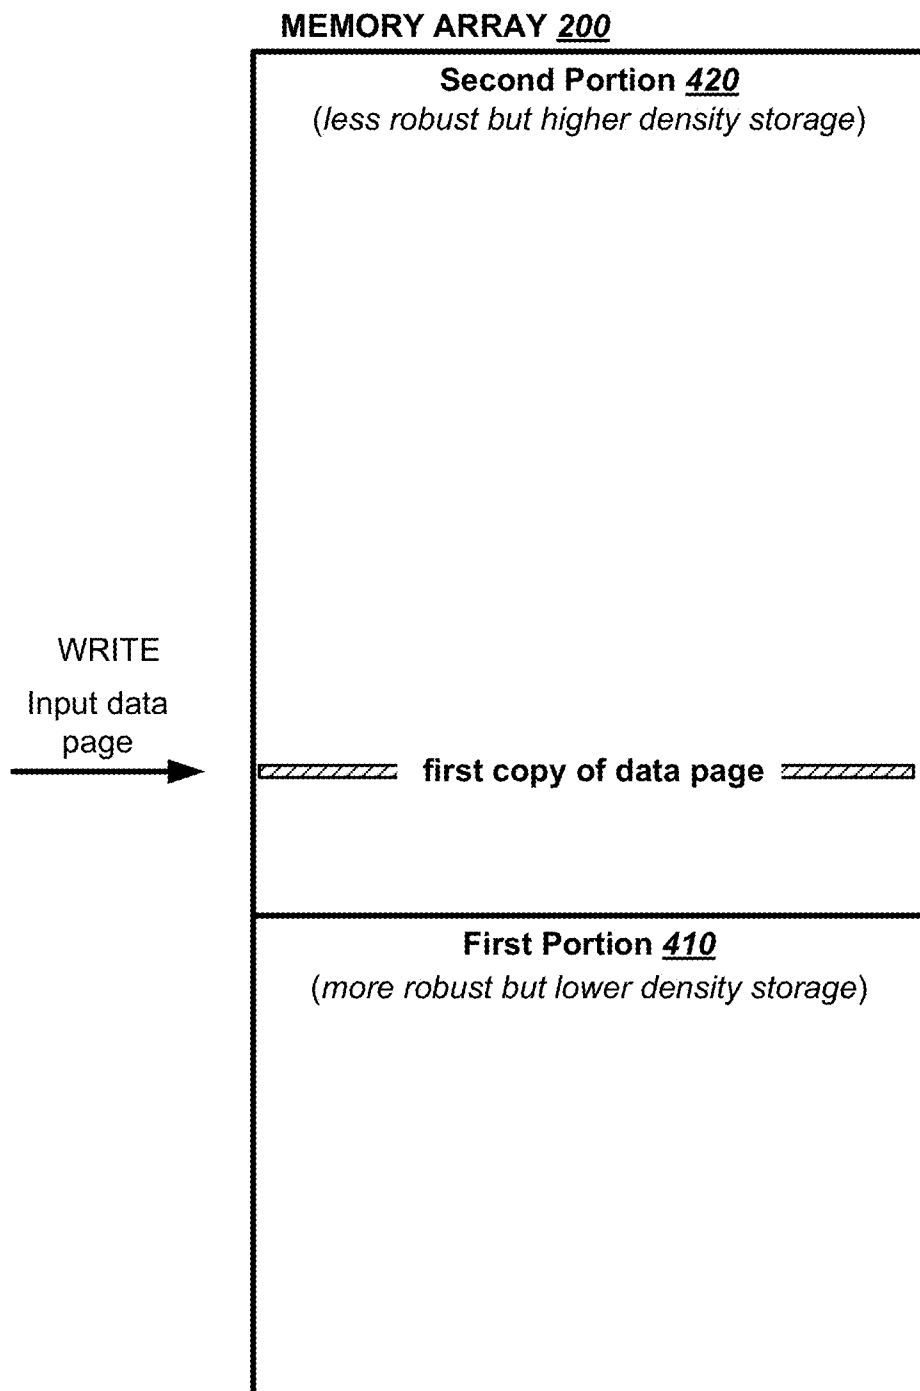 MEMORY ARRAY 200
Second Portion 420
(less robust but higher density storage)
WRITE
Input data
page
first copy of data page
First Portion 410
(more robust but lower density storage)